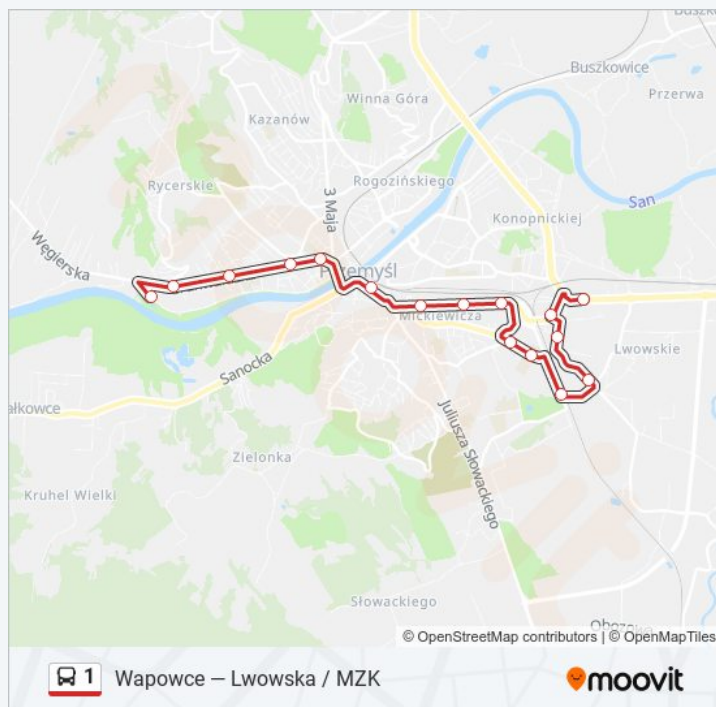 Buszkowice
Przerwa
Winna Góra
Kazanów
Rycerskie
3 Maja
Rogozińskiego
San
Konopnickiej
Węgierska
Przemyśl
Mickiewicza
Lwowskie
Sanocka
ałkowce
Zielonka
Juliusza Słowackiego
Kruhel Wielki
Słowackiego
© OpenStreetMap contributors | © OpenMapTiles
1 Wapowce — Lwowska / MZK
moovit